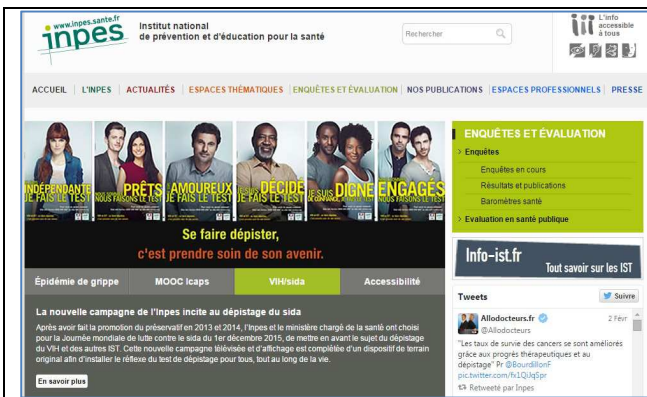 www.inpes.sante.fr
inpes
Institut national
de prévention et d'éducation pour la santé
Rechercher
L'info
accessible
à tous
ACCUEIL L'INPES ACTUALITÉS ESPACES THÉMATIQUES ENQUÊTES ET ÉVALUATION NOS PUBLICATIONS ESPACES PROFESSIONNELS PRESSE
INDÉPENDANTE
JE FAIS LE TEST
PRÊTS
NOUS FAISONS LE TEST
AMOUREUX
JE FAIS LE TEST
JE SUIS DÉCIDÉ
JE FAIS LE TEST
JE SUIS DIGNE
DE CONFIANCE, JE FAIS LE TEST
ENGAGÉS
Se faire dépister,
c'est prendre soin de son avenir.
Épidémie de grippe MOOC Icaps VIH/sida Accessibilité
La nouvelle campagne de l'Inpes incite au dépistage du sida
Après avoir fait la promotion du préservatif en 2013 et 2014, l'Inpes et le ministère chargé de la santé ont choisi
pour la Journée mondiale de lutte contre le sida du 1er décembre 2015, de mettre en avant le sujet du dépistage
du VIH et des autres IST. Cette nouvelle campagne télévisée et d'affichage est complétée d'un dispositif de terrain
original afin d'installer le réflexe du test de dépistage pour tous, tout au long de la vie.
En savoir plus
ENQUÊTES ET ÉVALUATION
> Enquêtes
Enquêtes en cours
Résultats et publications
Baromètres santé
> Evaluation en santé publique
Info-ist.fr
Tout savoir sur les IST
Tweets Suivre
Allodocteurs.fr 2 Févr
@Allodocteurs
"Les taux de survie des cancers se sont améliorés
grâce aux progrès thérapeutiques et au
dépistage" Pr @BourdillonF
pic.twitter.com/fx1QiJqSpr
Retweeté par Inpes